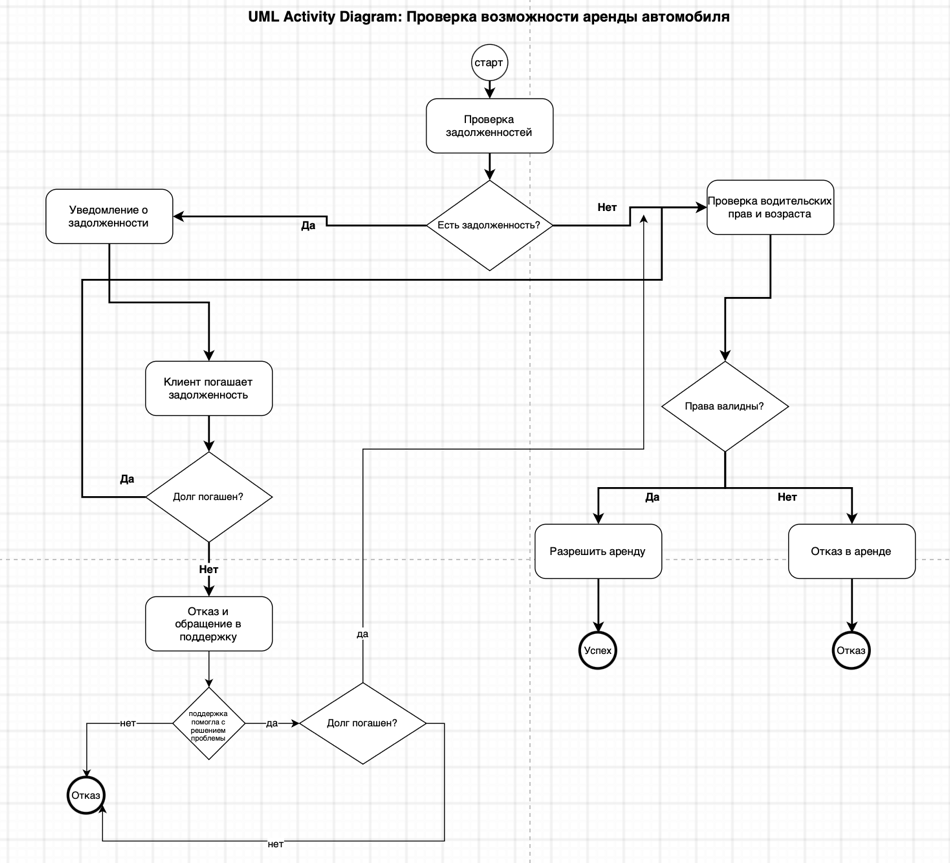 UML Activity Diagram: Проверка возможности аренды автомобиля
старт
Проверка
задолженностей
Уведомление о
задолженности
Да
Есть задолженность?
Нет
Проверка водительских
прав и возраста
Клиент погашает
задолженность
Права валидны?
Да
Долг погашен?
Да
Нет
Нет
Разрешить аренду
Отказ в аренде
Отказ и
обращение в
поддержку
да
Успех
Отказ
поддержка
помогла с
решением
проблемы
нет
да
Долг погашен?
Отказ
нет